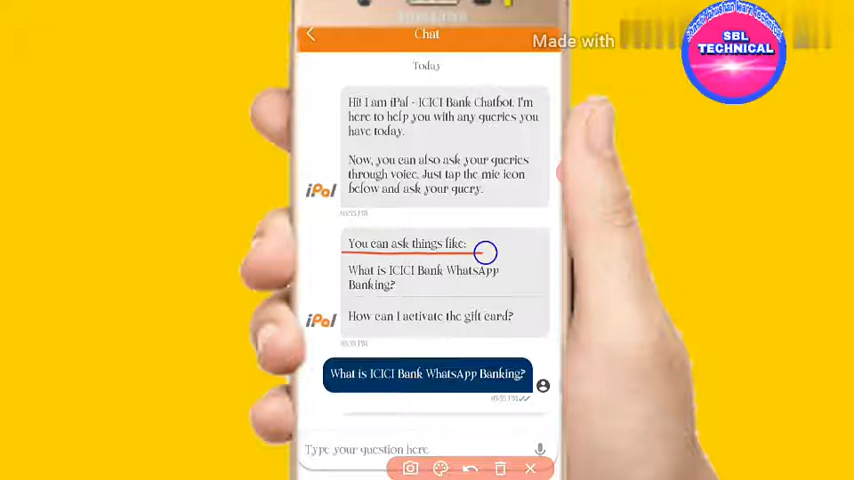 Chat
Made with
SBL
TECHNICAL
Today
Hi! I am iPal - ICICI Bank Chatbot. I'm
here to help you with any queries you
have today.
Now, you can also ask your queries
through voice. Just tap the mic icon
below and ask your query.
iPal
You can ask things like:
What is ICICI Bank WhatsApp
Banking?
How can I activate the gift card?
iPal
What is ICICI Bank WhatsApp Banking?
Type your question here